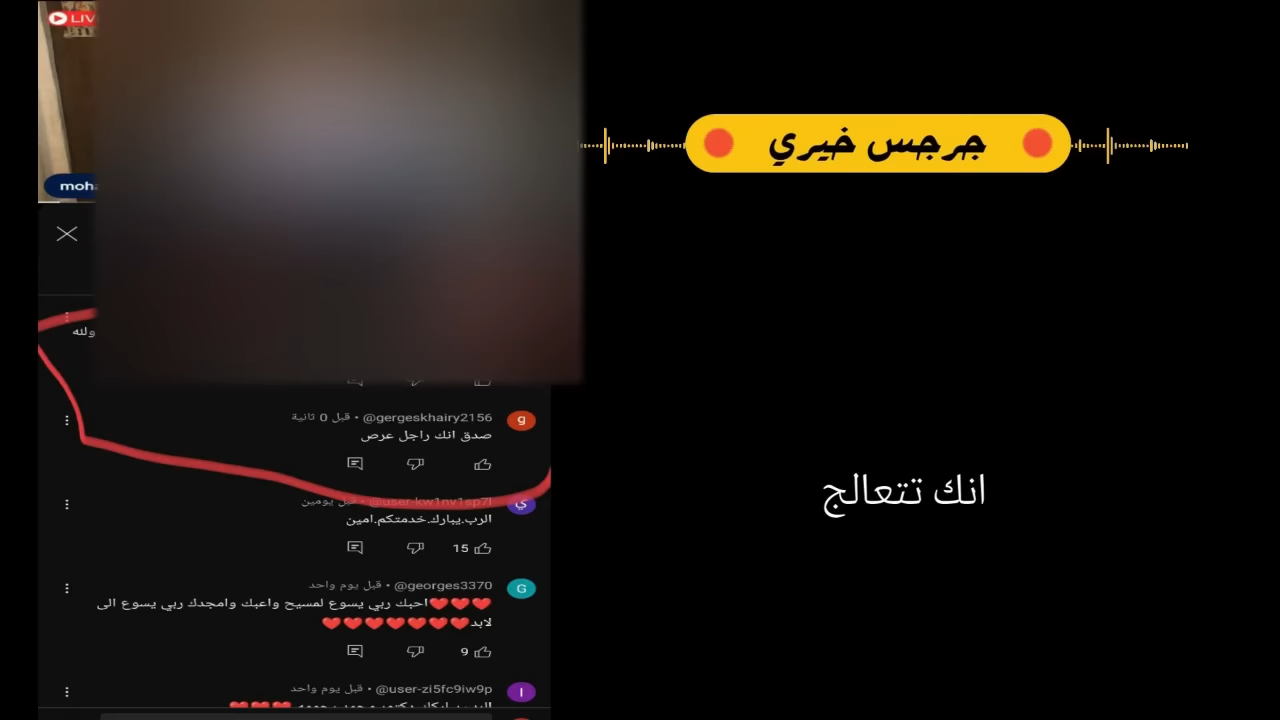 LIV
moh
ولئه
@gergeskhairy2156 • قبل 0 ثانية
g
صدق انك راجل عرص
@user-kw1nv1sp7l • قبل يومين
ي
الرب.يبارك.خدمتكم.امين
15
@georges3370 • قبل يوم واحد
G
❤❤❤احبك ربي يسوع لمسيح واعبك وامجدك ربي يسوع الى
لابد❤❤❤❤❤❤❤
9
@user-zi5fc9iw9p • قبل يوم واحد
I
جرجس خيري
انك تتعالج